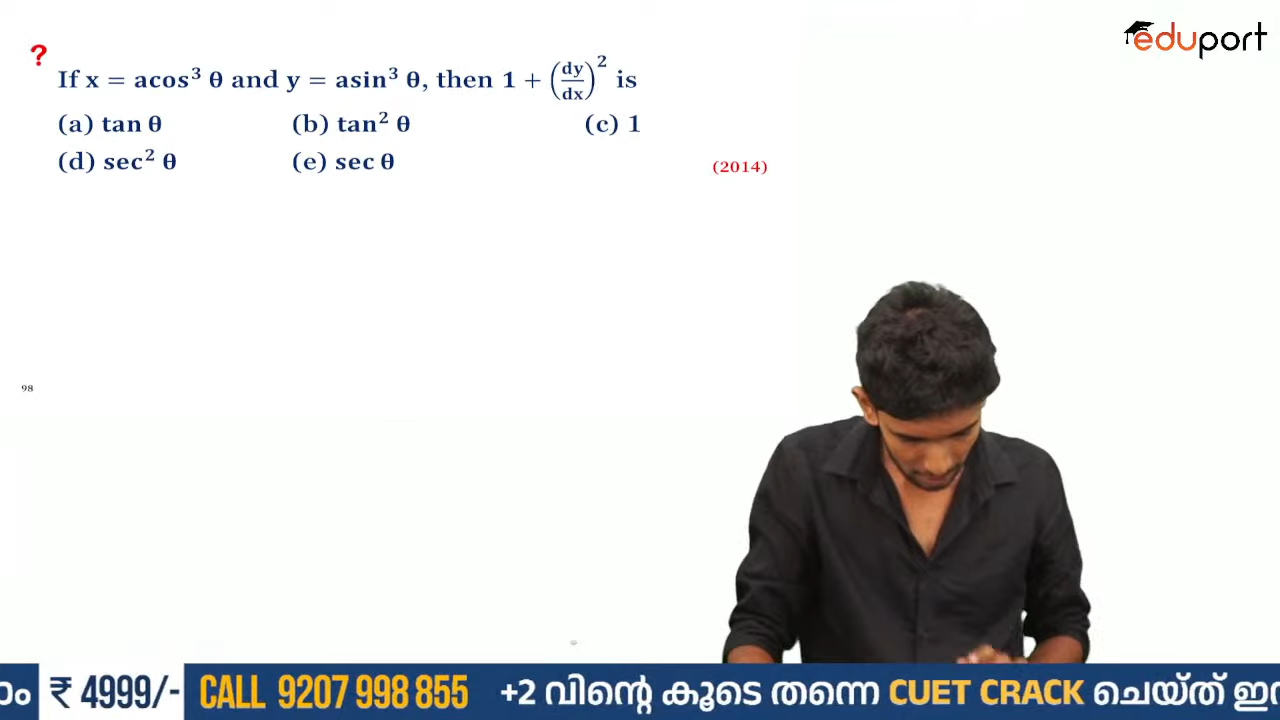 eduport
?
If x = acos³ θ and y = asin³ θ, then 1 + (dy/dx)² is
(a) tan θ (b) tan² θ (c) 1
(d) sec² θ (e) sec θ (2014)
98
₹ 4999/- CALL 9207 998 855 +2 വിന്റെ കൂടെ തന്നെ CUET CRACK ചെയ്ത്